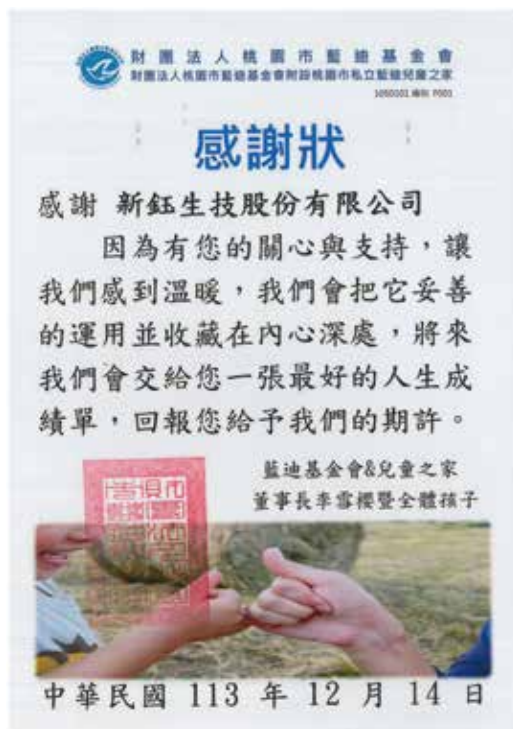 財團法人桃園市藍迪基金會
財團法人桃園市藍迪基金會附設桃園市私立藍迪兒童之家
感謝狀
感謝 新鈺生技股份有限公司
因為有您的關心與支持，讓
我們感到溫暖，我們會把它妥善
的運用並收藏在內心深處，將來
我們會交給您一張最好的人生成
績單，回報您給予我們的期許。
藍迪基金會&兒童之家
董事長李雪櫻暨全體孩子
中華民國 113 年 12 月 14 日